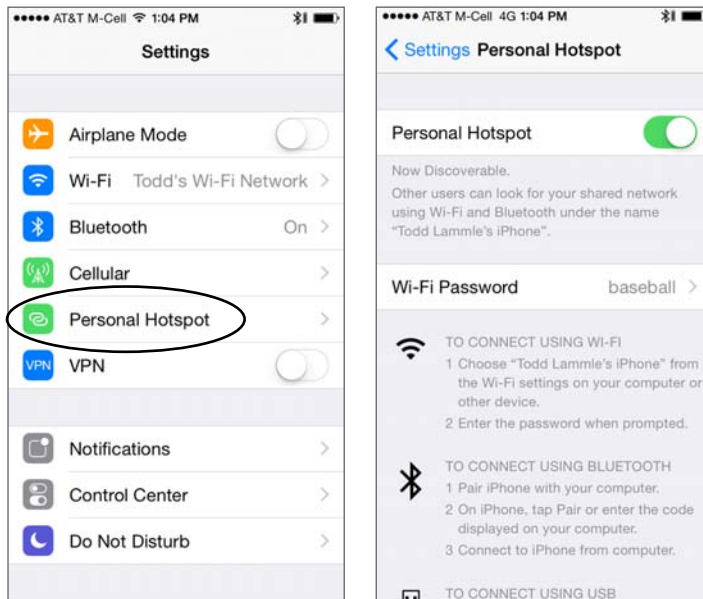 AT&T M-Cell 1:04 PM
Settings
Airplane Mode
Wi-Fi Todd's Wi-Fi Network
Bluetooth On
Cellular
Personal Hotspot
VPN VPN
Notifications
Control Center
Do Not Disturb
AT&T M-Cell 4G 1:04 PM
Settings Personal Hotspot
Personal Hotspot
Now Discoverable.
Other users can look for your shared network
using Wi-Fi and Bluetooth under the name
“Todd Lammle's iPhone”.
Wi-Fi Password baseball
TO CONNECT USING WI-FI
1 Choose “Todd Lammle's iPhone” from
the Wi-Fi settings on your computer or
other device.
2 Enter the password when prompted.
TO CONNECT USING BLUETOOTH
1 Pair iPhone with your computer.
2 On iPhone, tap Pair or enter the code
displayed on your computer.
3 Connect to iPhone from computer.
TO CONNECT USING USB